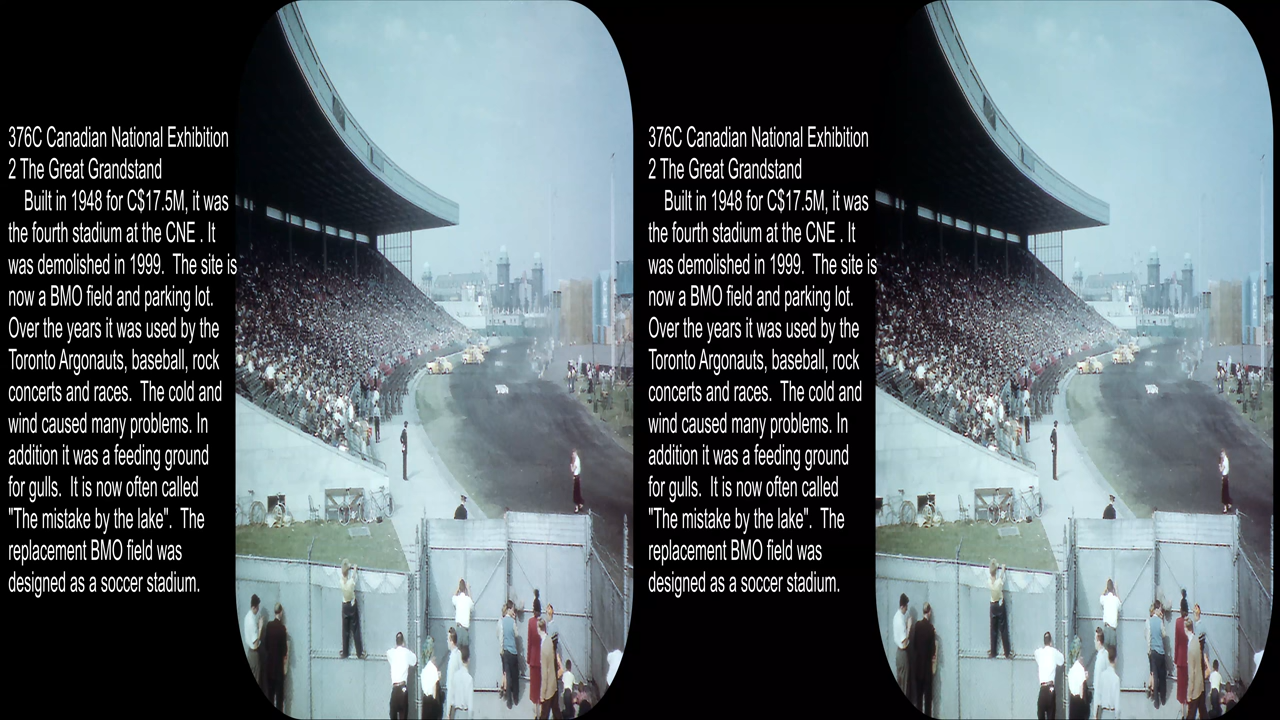 376C Canadian National Exhibition
2 The Great Grandstand
Built in 1948 for C$17.5M, it was
the fourth stadium at the CNE . It
was demolished in 1999.  The site is
now a BMO field and parking lot.
Over the years it was used by the
Toronto Argonauts, baseball, rock
concerts and races.  The cold and
wind caused many problems. In
addition it was a feeding ground
for gulls.  It is now often called
"The mistake by the lake".  The
replacement BMO field was
designed as a soccer stadium.
376C Canadian National Exhibition
2 The Great Grandstand
Built in 1948 for C$17.5M, it was
the fourth stadium at the CNE . It
was demolished in 1999.  The site is
now a BMO field and parking lot.
Over the years it was used by the
Toronto Argonauts, baseball, rock
concerts and races.  The cold and
wind caused many problems. In
addition it was a feeding ground
for gulls.  It is now often called
"The mistake by the lake".  The
replacement BMO field was
designed as a soccer stadium.